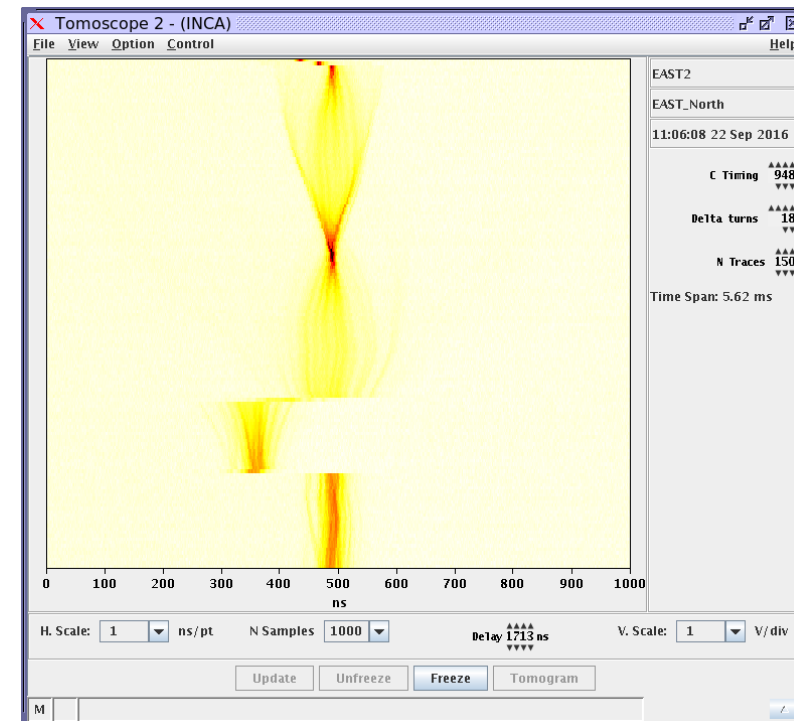 Tomoscope 2 - (INCA)
File View Option Control Help
EAST2
EAST_North
11:06:08 22 Sep 2016
C Timing 948
Delta turns 18
N Traces 150
Time Span: 5.62 ms
0 100 200 300 400 500 600 700 800 900 1000
ns
H. Scale: 1 ns/pt N Samples 1000 Delay 1713 ns V. Scale: 1 V/div
Update Unfreeze Freeze Tomogram
M